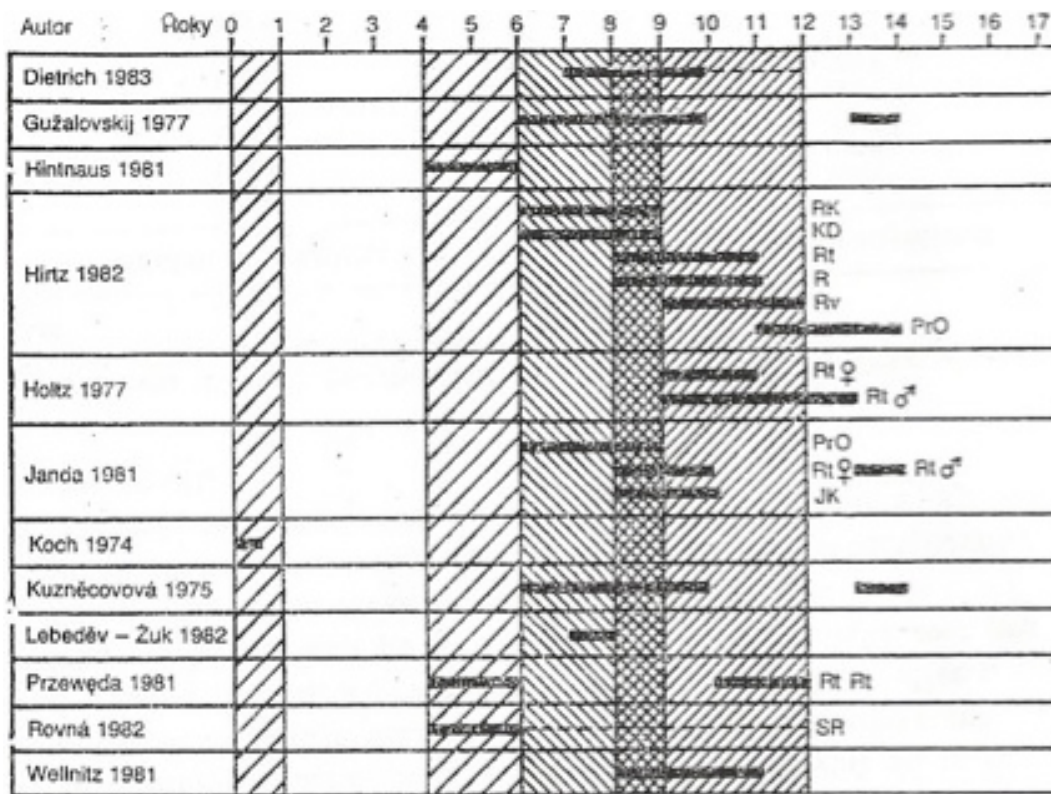 Autor Roky 0 1 2 3 4 5 6 7 8 9 10 11 12 13 14 15 16 17
Dietrich 1983
Gužalovskij 1977
Hintnaus 1981
Hirtz 1982
RK
KD
Rt
R
Rv
PrO
Holtz 1977
Rt ♀
Rt ♂
Janda 1981
PrO
Rt ♀ Rt ♂
JK
Koch 1974
Kuzněcovová 1975
Lebeděv – Žuk 1982
Przewęda 1981 Rt Rt
Rovná 1982 SR
Wellnitz 1981